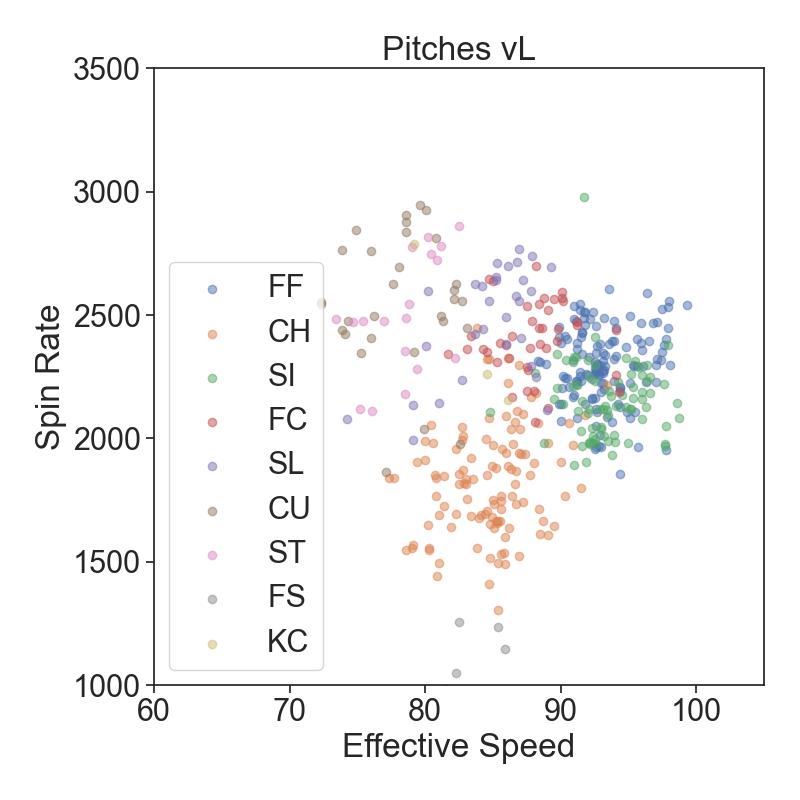 Pitches vL
3500
3000
2500
2000
1500
1000
Spin Rate
FF
CH
SI
FC
SL
CU
ST
FS
KC
60 70 80 90 100
Effective Speed